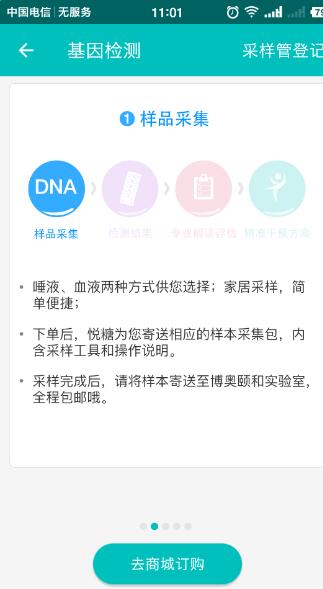 中国电信 | 无服务
11:01
基因检测
采样管登记
1 样品采集
DNA
样品采集
检测结果
专业解读评估
精准干预方案
• 唾液、血液两种方式供您选择；家居采样，简
单便捷；
• 下单后，悦糖为您寄送相应的样本采集包，内
含采样工具和操作说明。
• 采样完成后，请将样本寄送至博奥颐和实验室，
全程包邮哦。
去商城订购